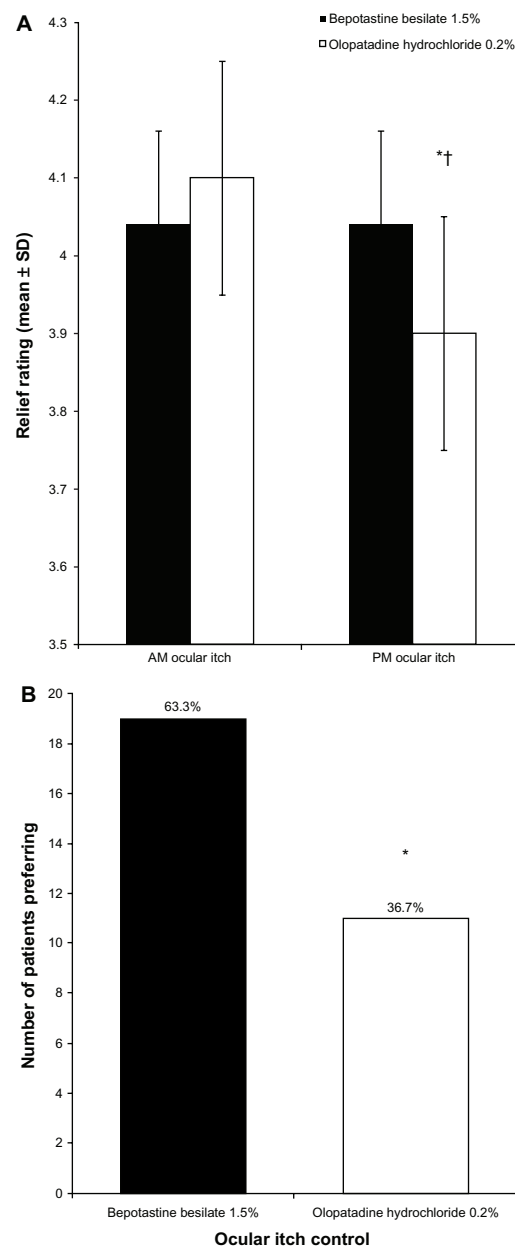 A
Bepotastine besilate 1.5%
Olopatadine hydrochloride 0.2%
Relief rating (mean ± SD)
4.3
4.2
4.1
4
3.9
3.8
3.7
3.6
3.5
*†
AM ocular itch
PM ocular itch
B
Number of patients preferring
20
18
16
14
12
10
8
6
4
2
0
63.3%
*
36.7%
Bepotastine besilate 1.5%
Olopatadine hydrochloride 0.2%
Ocular itch control